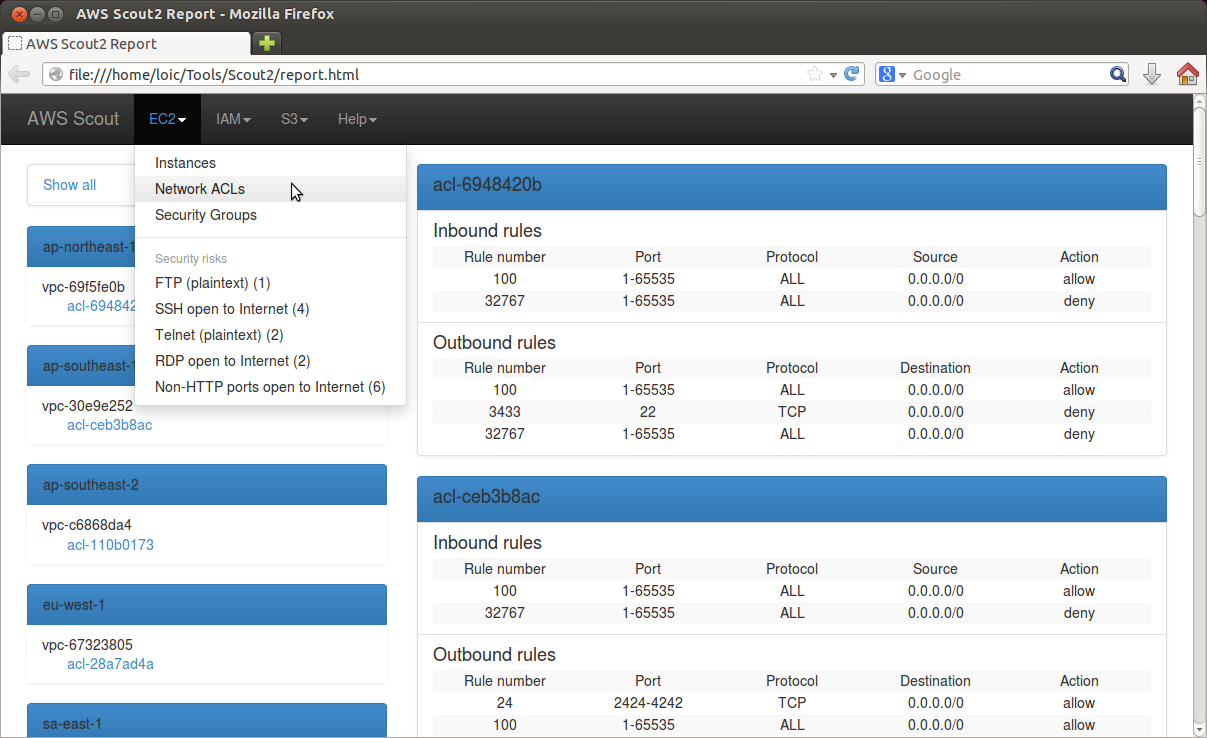 AWS Scout2 Report - Mozilla Firefox
AWS Scout2 Report
file:///home/loic/Tools/Scout2/report.html
Google
AWS Scout EC2 IAM S3 Help
Instances
Network ACLs
Security Groups
Security risks
FTP (plaintext) (1)
SSH open to Internet (4)
Telnet (plaintext) (2)
RDP open to Internet (2)
Non-HTTP ports open to Internet (6)
Show all
ap-northeast-1
vpc-69f5fe0b
acl-694842
ap-southeast-1
vpc-30e9e252
acl-ceb3b8ac
ap-southeast-2
vpc-c6868da4
acl-110b0173
eu-west-1
vpc-67323805
acl-28a7ad4a
sa-east-1
acl-6948420b
Inbound rules
Rule number Port Protocol Source Action
100 1-65535 ALL 0.0.0.0/0 allow
32767 1-65535 ALL 0.0.0.0/0 deny
Outbound rules
Rule number Port Protocol Destination Action
100 1-65535 ALL 0.0.0.0/0 allow
3433 22 TCP 0.0.0.0/0 deny
32767 1-65535 ALL 0.0.0.0/0 deny
acl-ceb3b8ac
Inbound rules
Rule number Port Protocol Source Action
100 1-65535 ALL 0.0.0.0/0 allow
32767 1-65535 ALL 0.0.0.0/0 deny
Outbound rules
Rule number Port Protocol Destination Action
24 2424-4242 TCP 0.0.0.0/0 allow
100 1-65535 ALL 0.0.0.0/0 allow